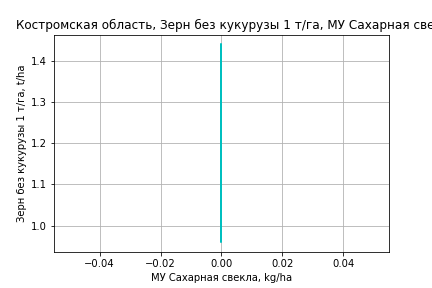 Костромская область, Зерн без кукурузы 1 т/га, МУ Сахарная све
1.4
1.3
1.2
1.1
1.0
Зерн без кукурузы 1 т/га, t/ha
−0.04 −0.02 0.00 0.02 0.04
МУ Сахарная свекла, kg/ha